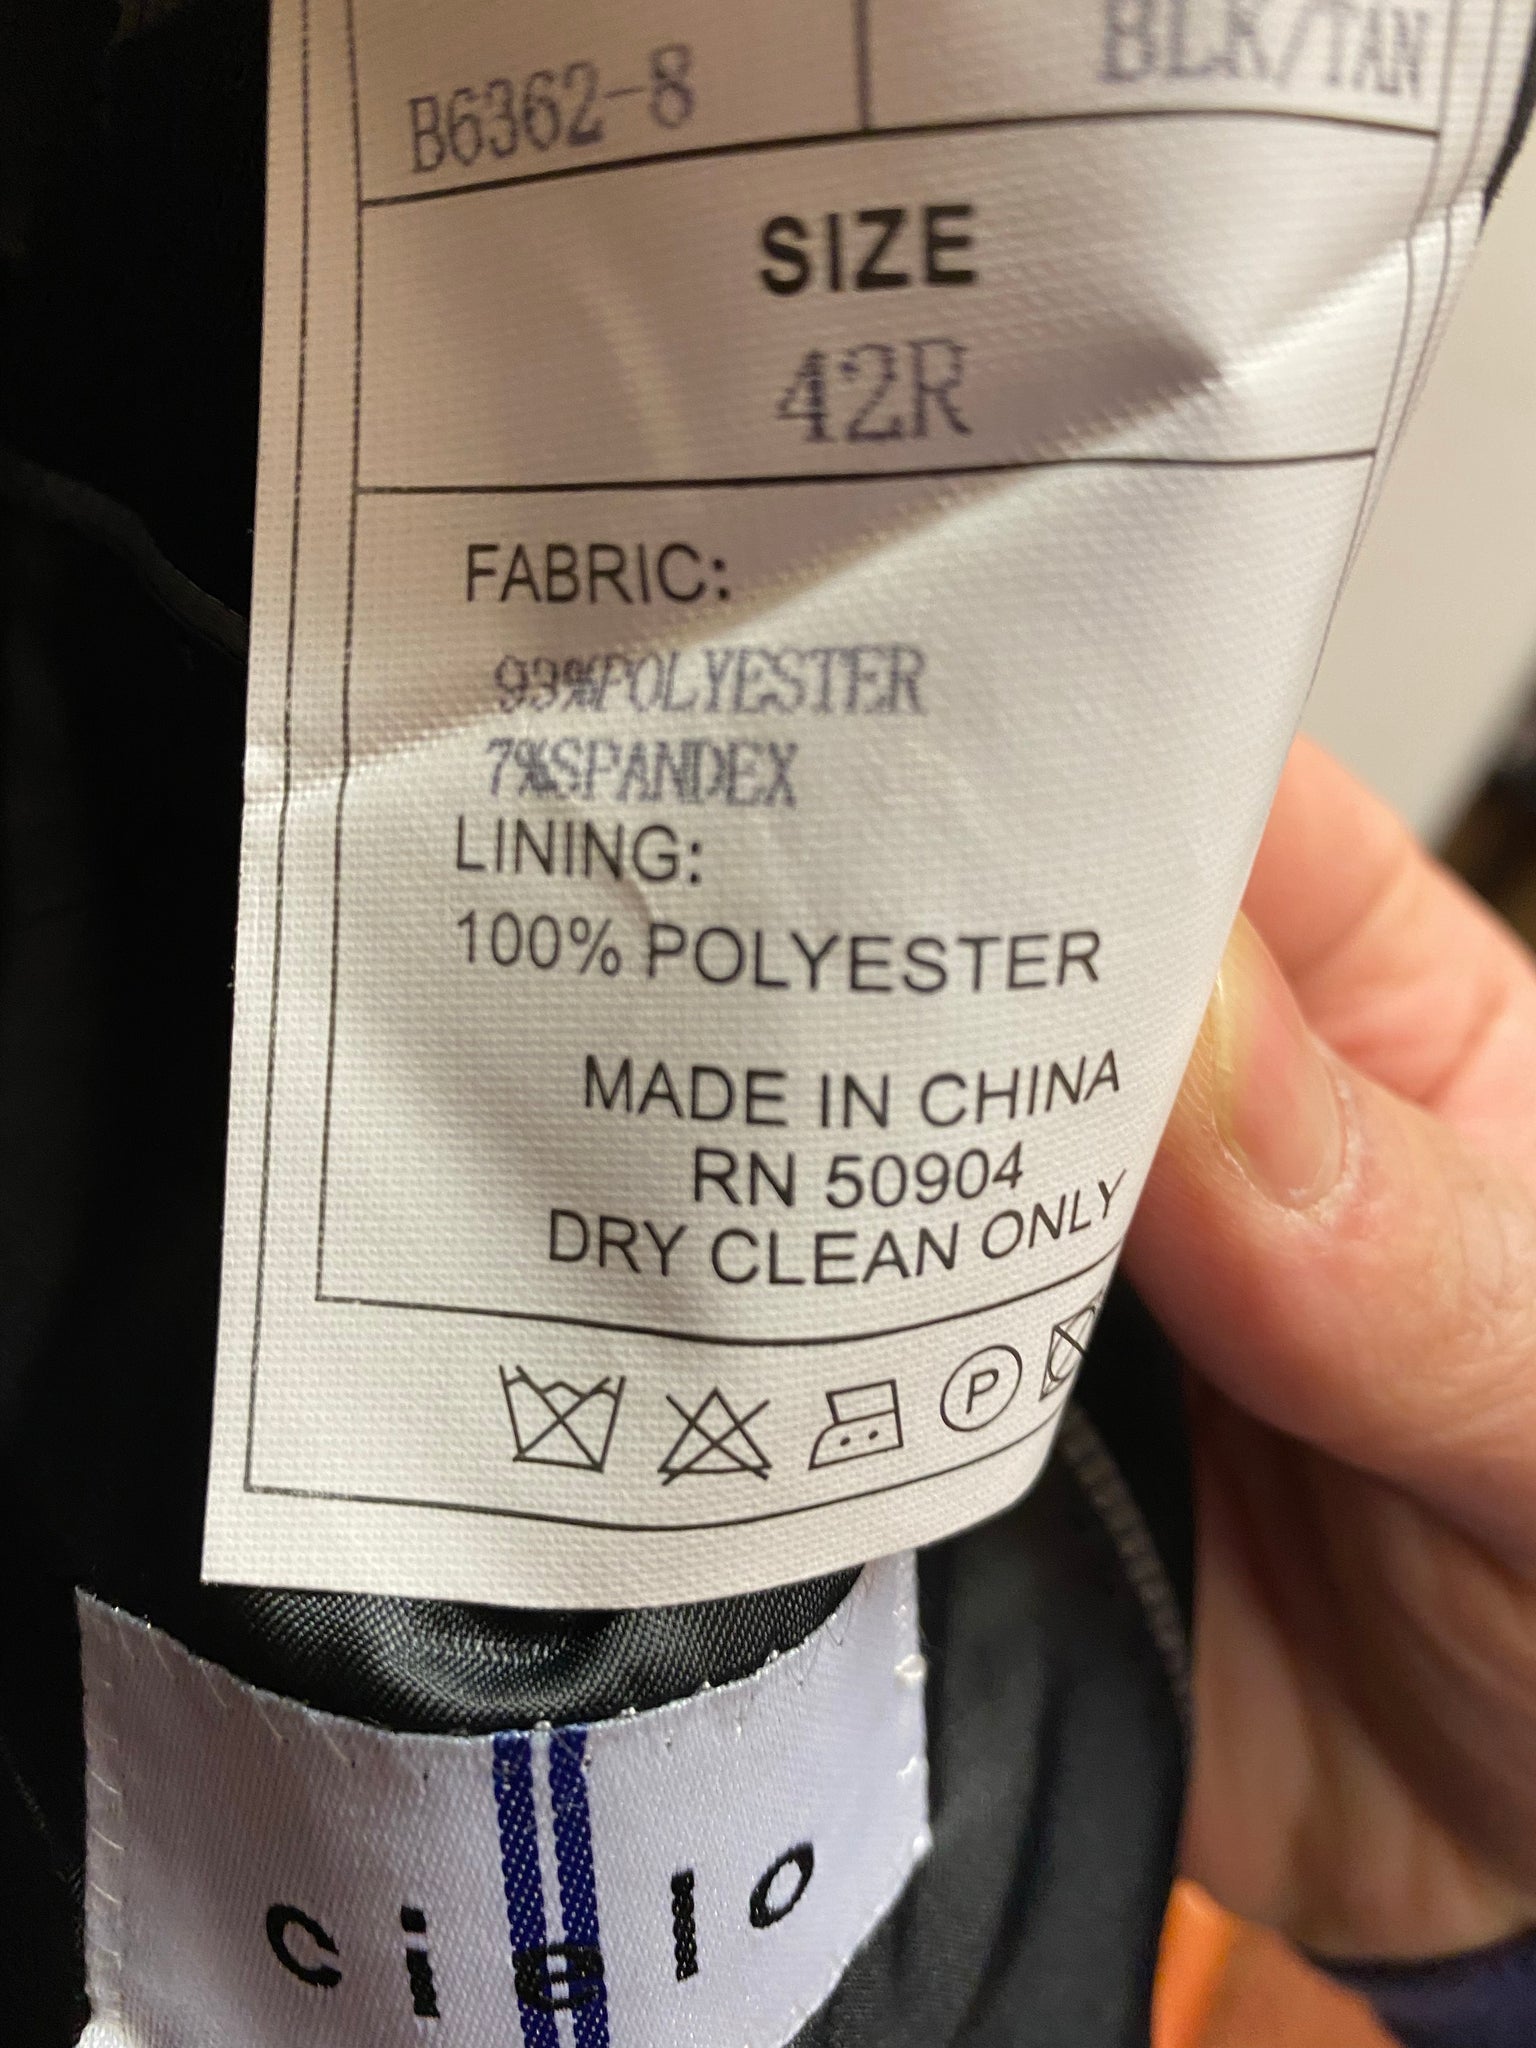 B6362-8
BLK/TAN
SIZE
42R
FABRIC:
93%POLYESTER
7%SPANDEX
LINING:
100% POLYESTER
MADE IN CHINA
RN 50904
DRY CLEAN ONLY
P
cielo